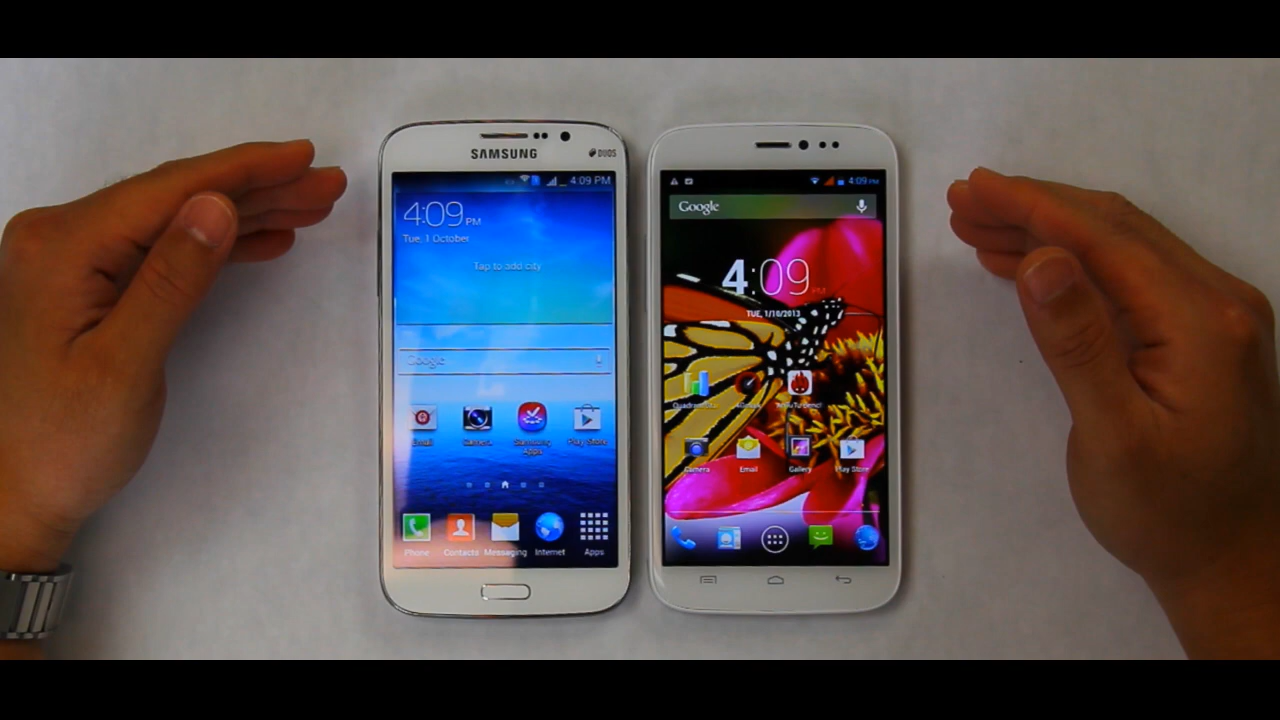 SAMSUNG
DUOS
4:09 PM
4:09 PM
Tue, 1 October
Tap to add city
Google
Email
Camera
Samsung Apps
Play Store
Phone
Contacts
Messaging
Internet
Apps
4:09 PM
Google
4:09 PM
TUE, 1/10/2013
Camera
Email
Gallery
Play Store